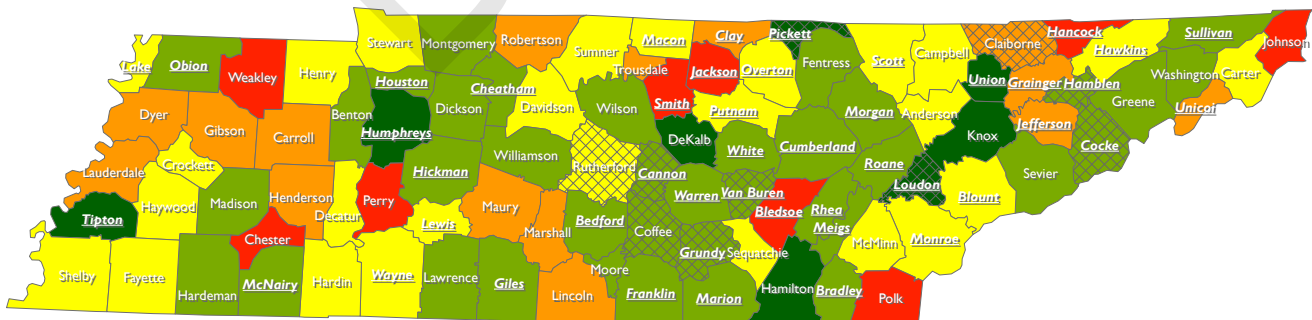 Lake
Obion
Weakley
Henry
Stewart
Montgomery
Robertson
Sumner
Macon
Clay
Pickett
Trousdale
Jackson
Overton
Fentress
Scott
Campbell
Claiborne
Hancock
Hawkins
Sullivan
Johnson
Houston
Cheatham
Davidson
Wilson
Smith
Putnam
Union
Grainger
Hamblen
Greene
Washington
Carter
Unicoi
Dyer
Gibson
Carroll
Benton
Humphreys
Dickson
DeKalb
White
Cumberland
Morgan
Anderson
Knox
Jefferson
Cocke
Lauderdale
Crockett
Haywood
Madison
Henderson
Decatur
Perry
Hickman
Williamson
Rutherford
Cannon
Warren
Van Buren
Bledsoe
Rhea
Meigs
Roane
Loudon
Blount
Sevier
Tipton
Chester
Lewis
Maury
Marshall
Bedford
Coffee
Grundy
Sequatchie
McMinn
Monroe
Shelby
Fayette
Hardeman
McNairy
Hardin
Wayne
Lawrence
Giles
Lincoln
Moore
Franklin
Marion
Hamilton
Bradley
Polk